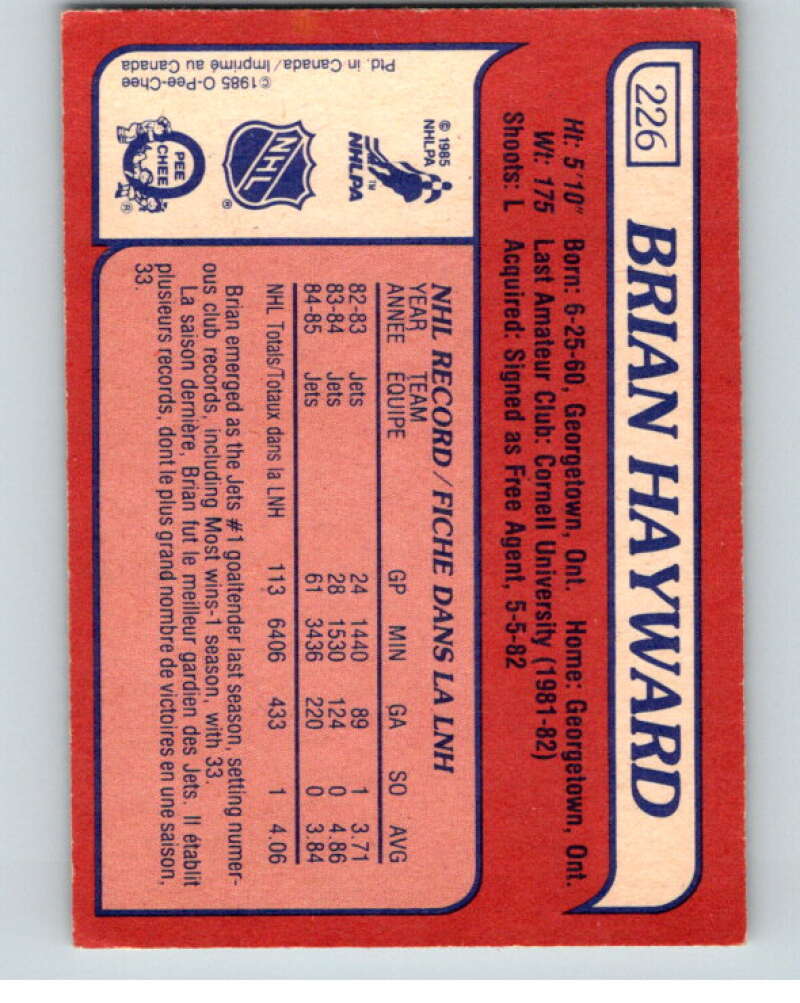 226
BRIAN HAYWARD
Ht: 5'10" Born: 6-25-60, Georgetown, Ont. Home: Georgetown, Ont.
Wt: 175 Last Amateur Club: Cornell University (1981-82)
Shoots: L Acquired: Signed as Free Agent, 5-5-82
© 1985
NHLPA
NHLPA™
NHL ®
O PEE CHEE ®
©1985 O-Pee-Chee
Ptd. in Canada/Imprimé au Canada
NHL RECORD/FICHE DANS LA LNH
YEAR TEAM
ANNÉE ÉQUIPE GP MIN GA SO AVG
82-83 Jets 24 1440 89 1 3.71
83-84 Jets 28 1530 124 0 4.86
84-85 Jets 61 3436 220 0 3.84
NHL Totals/Totaux dans la LNH 113 6406 433 1 4.06
Brian emerged as the Jets #1 goaltender last season, setting numer-
ous club records, including Most wins-1 season, with 33.
La saison dernière, Brian fut le meilleur gardien des Jets. Il établit
plusieurs records, dont le plus grand nombre de victoires en une saison,
33.